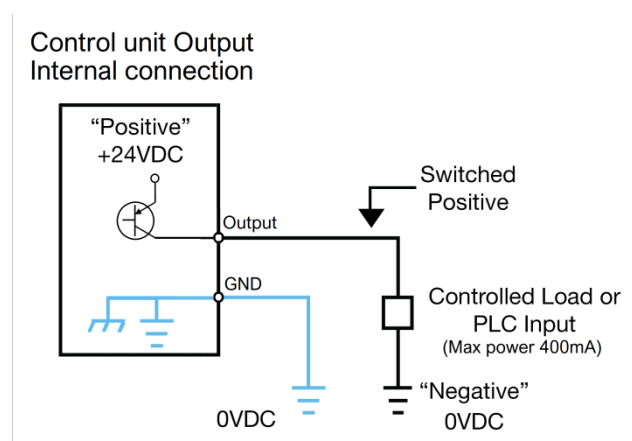 Control unit Output
Internal connection
“Positive”
+24VDC
Switched
Positive
Output
GND
Controlled Load or
PLC Input
(Max power 400mA)
“Negative”
0VDC
0VDC